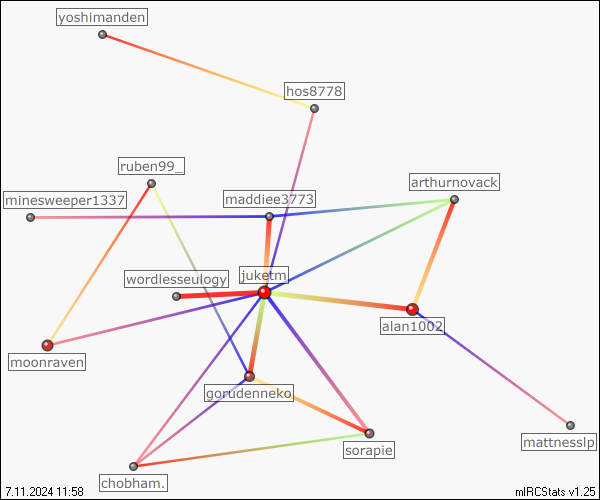 yoshimanden
hos8778
ruben99_
arthurnovack
minesweeper1337
maddiee3773
juketm
wordlesseulogy
alan1002
moonraven
gorudenneko
sorapie
mattnesslp
chobham.
7.11.2024 11:58
mIRCStats v1.25